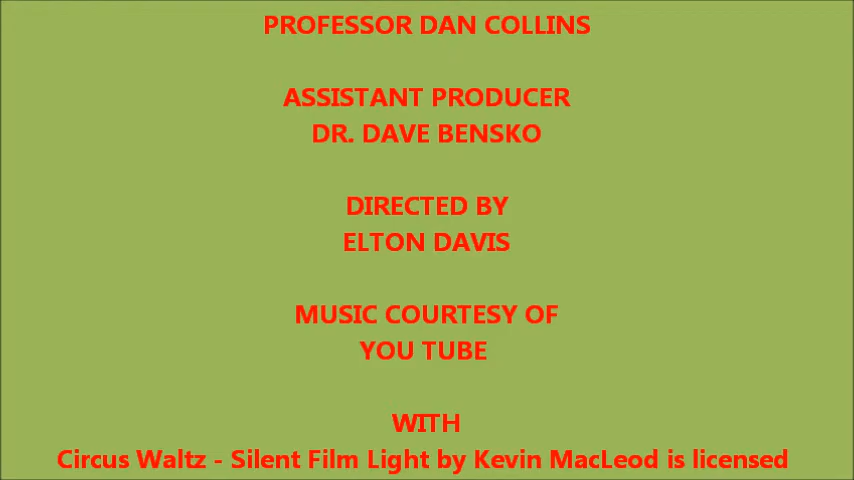 PROFESSOR DAN COLLINS
ASSISTANT PRODUCER
DR. DAVE BENSKO
DIRECTED BY
ELTON DAVIS
MUSIC COURTESY OF
YOU TUBE
WITH
Circus Waltz - Silent Film Light by Kevin MacLeod is licensed